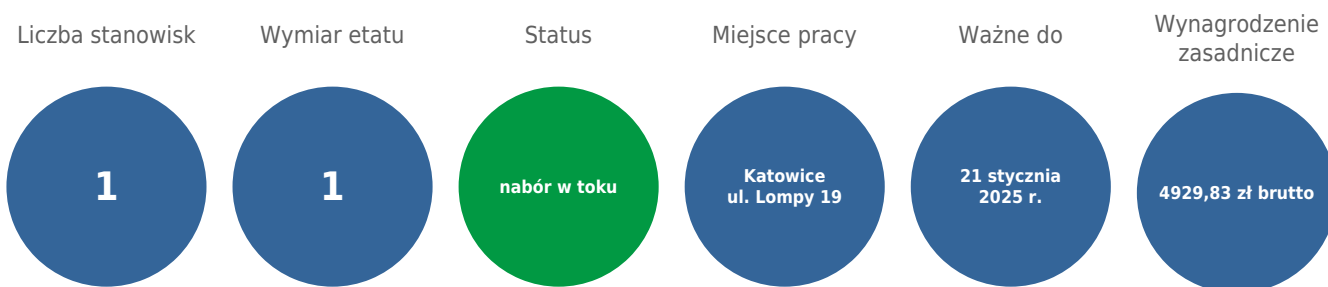 Liczba stanowisk
1
Wymiar etatu
1
Status
nabór w toku
Miejsce pracy
Katowice
ul. Lompy 19
Ważne do
21 stycznia
2025 r.
Wynagrodzenie
zasadnicze
4929,83 zł brutto